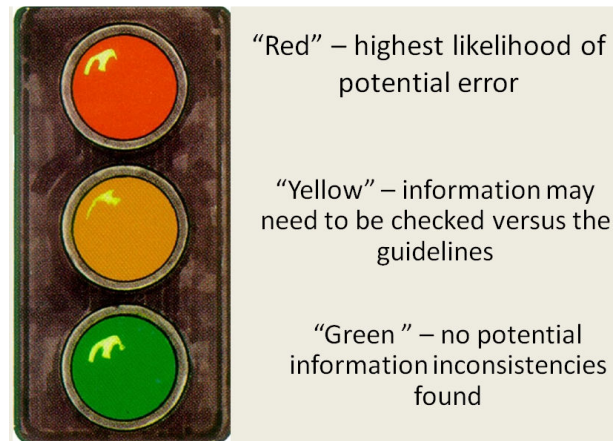 “Red” – highest likelihood of
potential error
“Yellow” – information may
need to be checked versus the
guidelines
“Green ” – no potential
information inconsistencies
found